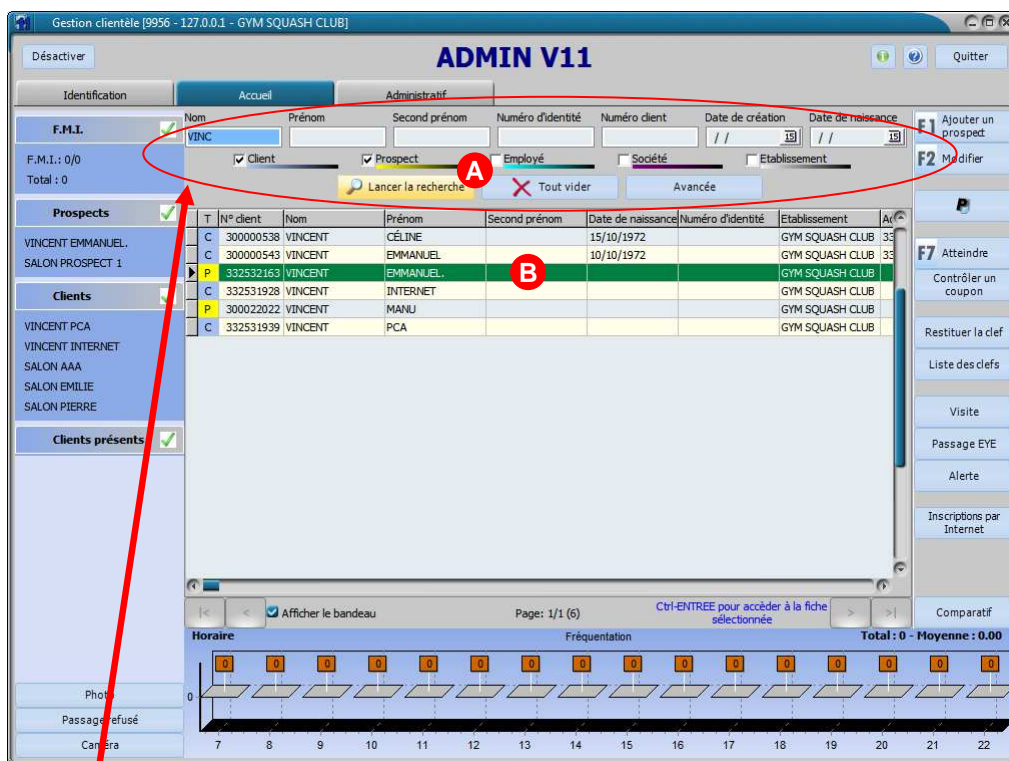 Gestion clientèle [9956 - 127.0.0.1 - GYM SQUASH CLUB]
Désactiver
ADMIN V11
Quitter
Identification
Accueil
Administratif
F.M.I.
F.M.I.: 0/0
Total : 0
Prospects
VINCENT EMMANUEL.
SALON PROSPECT 1
Clients
VINCENT PCA
VINCENT INTERNET
SALON AAA
SALON EMILIE
SALON PIERRE
Clients présents
Photo
Passage refusé
Caméra
Nom Prénom Second prénom Numéro d'identité Numéro client Date de création Date de naissance
VINC / / 15 / / 15
Client Prospect Employé Société Etablissement
A
Lancer la recherche Tout vider Avancée
T N° client Nom Prénom Second prénom Date de naissance Numéro d'identité Etablissement
C 300000538 VINCENT CÉLINE 15/10/1972 GYM SQUASH CLUB 33
C 300000543 VINCENT EMMANUEL 10/10/1972 GYM SQUASH CLUB 33
P 332532163 VINCENT EMMANUEL. GYM SQUASH CLUB
B
C 332531928 VINCENT INTERNET GYM SQUASH CLUB
P 300022022 VINCENT MANU GYM SQUASH CLUB
C 332531939 VINCENT PCA GYM SQUASH CLUB
|< < Afficher le bandeau Page: 1/1 (6) Ctrl-ENTREE pour accèder à la fiche > >|
sélectionnée
Horaire Fréquentation Total : 0 - Moyenne : 0.00
0 0 0 0 0 0 0 0 0 0 0 0 0 0 0 0
0
7 8 9 10 11 12 13 14 15 16 17 18 19 20 21 22
F1 Ajouter un
prospect
F2 Modifier
P
F7 Atteindre
Contrôler un
coupon
Restituer la clef
Liste des clefs
Visite
Passage EYE
Alerte
Inscriptions par
Internet
Comparatif